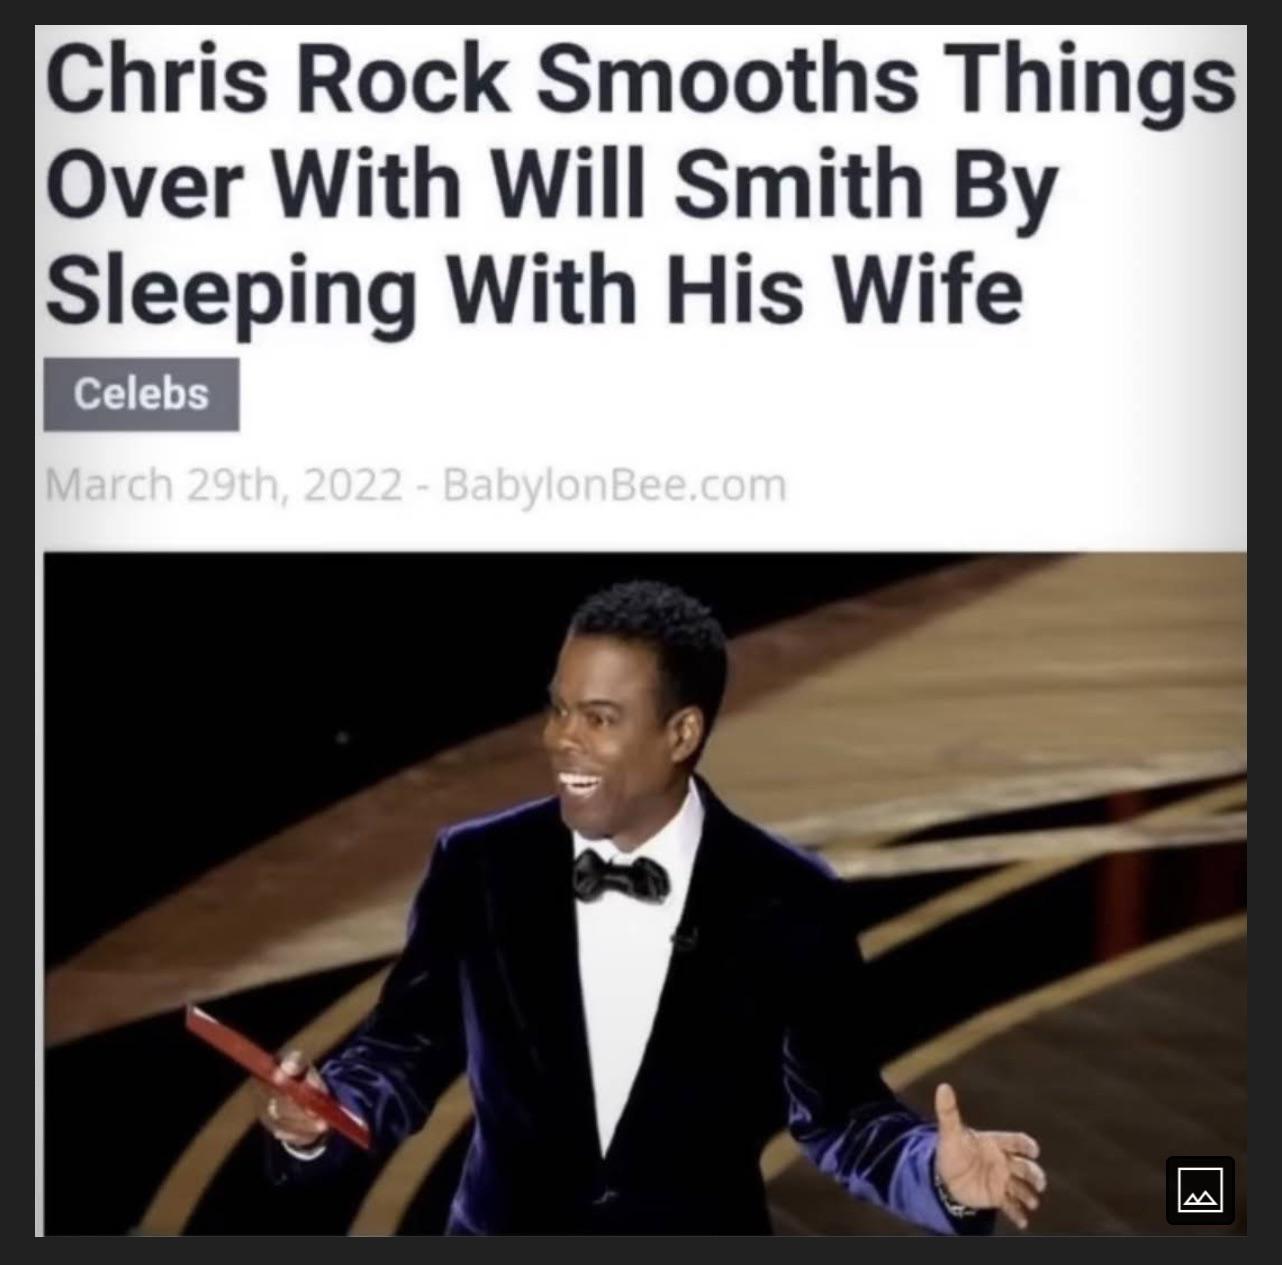 Chris Rock Smooths Things
Over With Will Smith By
Sleeping With His Wife
Celebs
March 29th, 2022 - BabylonBee.com